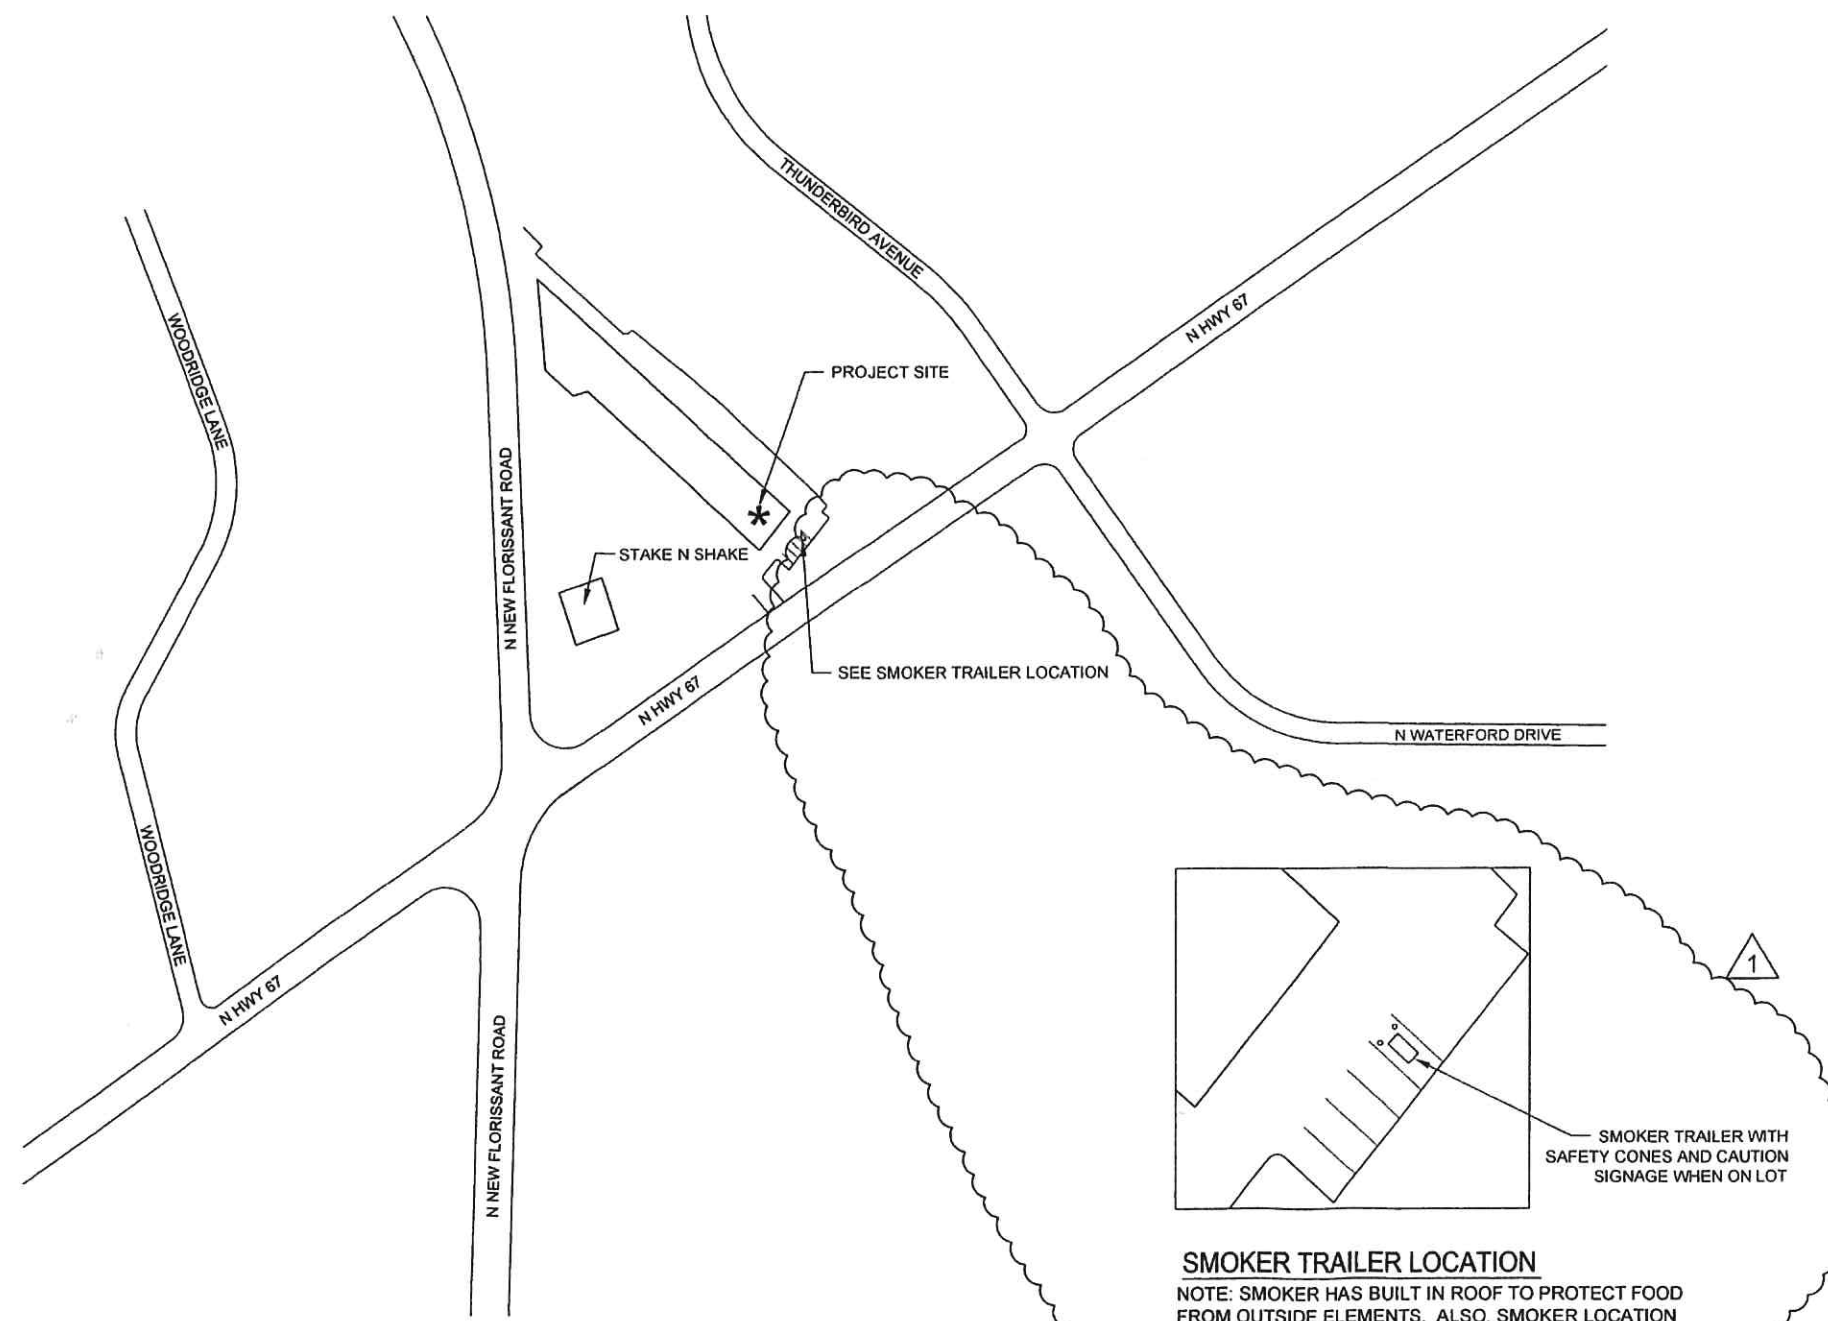 THUNDERBIRD AVENUE
N HWY 67
WOODRIDGE LANE
PROJECT SITE
*
N NEW FLORISSANT ROAD
STAKE N SHAKE
SEE SMOKER TRAILER LOCATION
N HWY 67
N WATERFORD DRIVE
WOODRIDGE LANE
N HWY 67
N NEW FLORISSANT ROAD
1
SMOKER TRAILER WITH
SAFETY CONES AND CAUTION
SIGNAGE WHEN ON LOT
SMOKER TRAILER LOCATION
NOTE: SMOKER HAS BUILT IN ROOF TO PROTECT FOOD
FROM OUTSIDE ELEMENTS. ALSO, SMOKER LOCATION